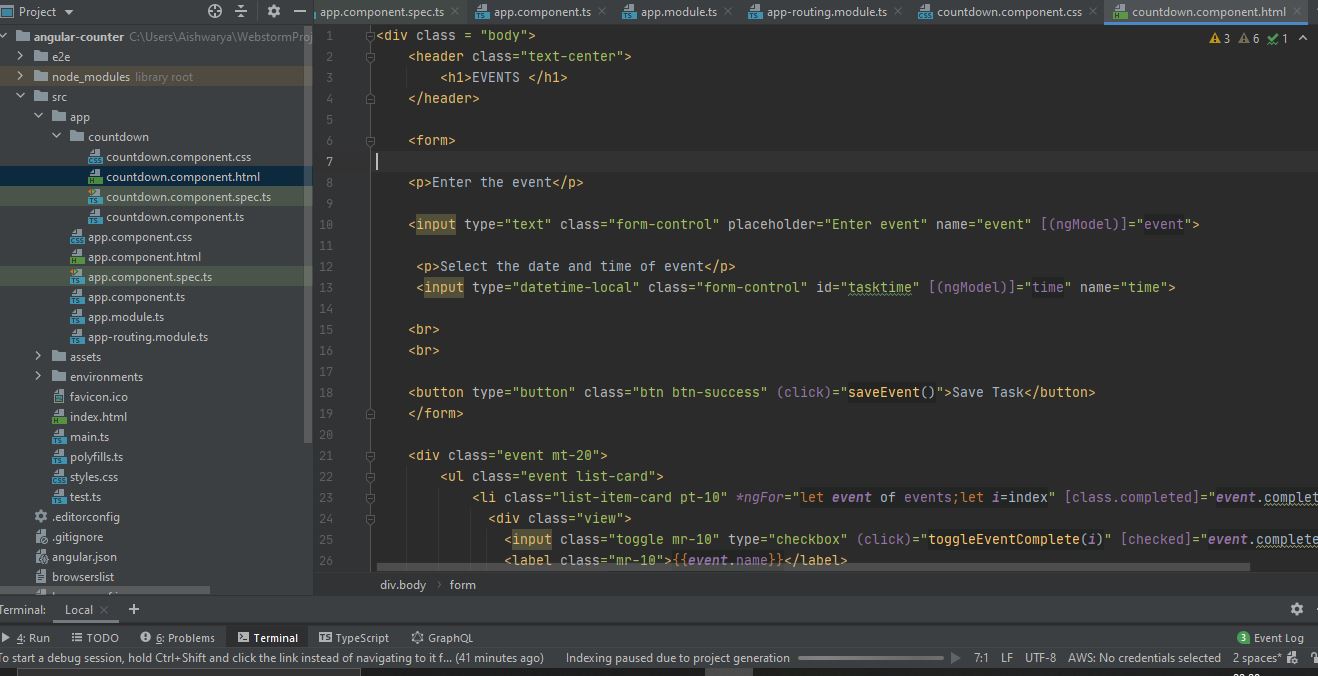 Project
app.component.spec.ts
app.component.ts
app.module.ts
app-routing.module.ts
countdown.component.css
countdown.component.html
angular-counter C:\Users\Aishwarya\WebstormProj
e2e
node_modules library root
src
app
countdown
countdown.component.css
countdown.component.html
countdown.component.spec.ts
countdown.component.ts
app.component.css
app.component.html
app.component.spec.ts
app.component.ts
app.module.ts
app-routing.module.ts
assets
environments
favicon.ico
index.html
main.ts
polyfills.ts
styles.css
test.ts
.editorconfig
.gitignore
angular.json
browserslist
3 6 1
1 <div class = "body">
2 <header class="text-center">
3 <h1>EVENTS </h1>
4 </header>
5
6 <form>
7
8 <p>Enter the event</p>
9
10 <input type="text" class="form-control" placeholder="Enter event" name="event" [(ngModel)]="event">
11
12 <p>Select the date and time of event</p>
13 <input type="datetime-local" class="form-control" id="tasktime" [(ngModel)]="time" name="time">
14
15 <br>
16 <br>
17
18 <button type="button" class="btn btn-success" (click)="saveEvent()">Save Task</button>
19 </form>
20
21 <div class="event mt-20">
22 <ul class="event list-card">
23 <li class="list-item-card pt-10" *ngFor="let event of events;let i=index" [class.completed]="event.complet
24 <div class="view">
25 <input class="toggle mr-10" type="checkbox" (click)="toggleEventComplete(i)" [checked]="event.complete
26 <label class="mr-10">{{event.name}}</label>
div.body > form
Terminal: Local
4: Run TODO 6: Problems Terminal TypeScript GraphQL 3 Event Log
To start a debug session, hold Ctrl+Shift and click the link instead of navigating to it f... (41 minutes ago) Indexing paused due to project generation 7:1 LF UTF-8 AWS: No credentials selected 2 spaces*